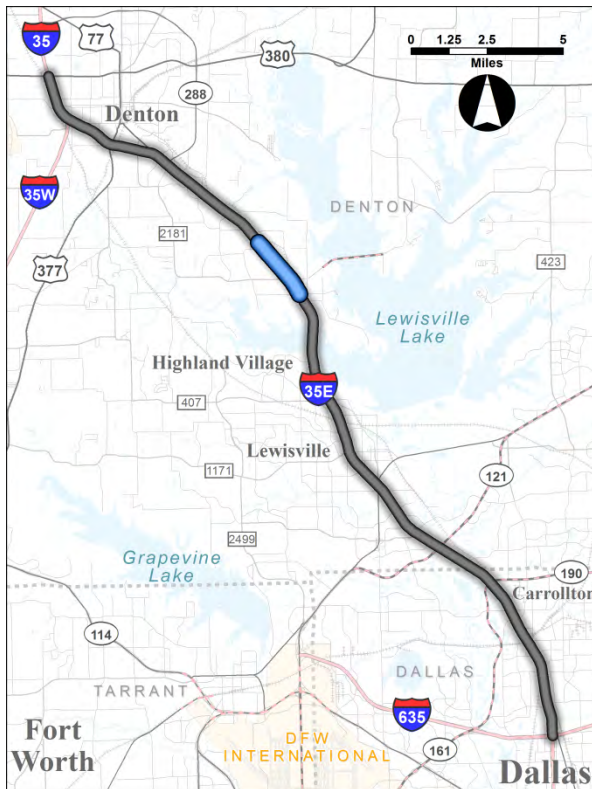 35
77
380
0 1.25 2.5 5
Miles
288
Denton
35W
DENTON
2181
377
423
Lewisville
Lake
Highland Village
35E
407
Lewisville
1171
121
2499
Grapevine
Lake
190
Carrollton
114
DALLAS
TARRANT
635
Fort
Worth
DFW
INTERNATIONAL
161
Dallas